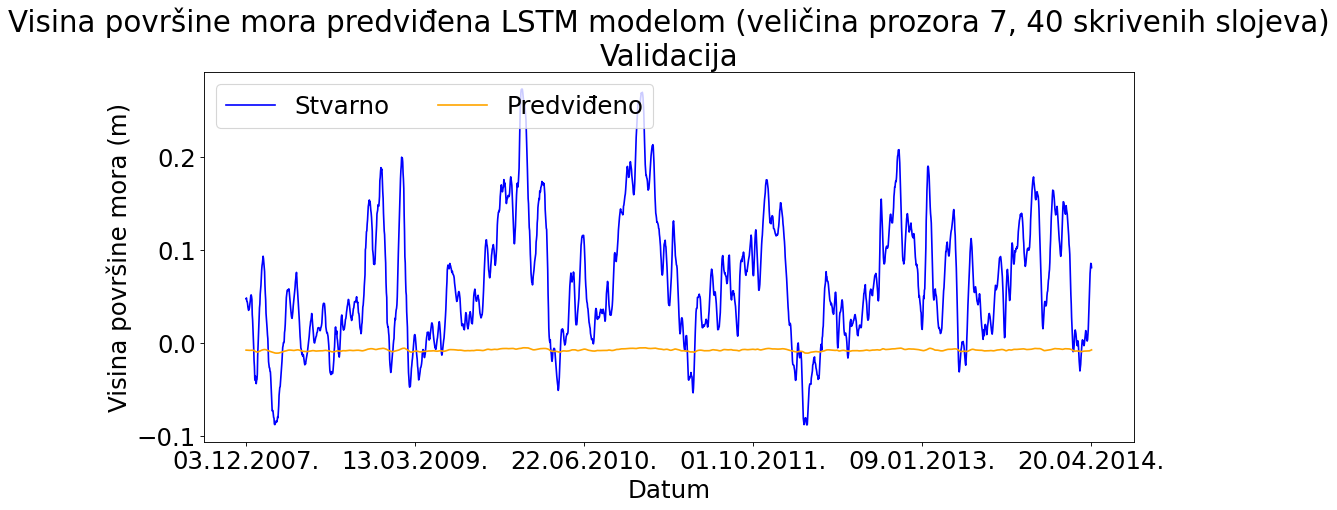 Visina površine mora predviđena LSTM modelom (veličina prozora 7, 40 skrivenih slojeva)
Validacija
Stvarno
Predviđeno
Visina površine mora (m)
0.2
0.1
0.0
−0.1
03.12.2007.
13.03.2009.
22.06.2010.
01.10.2011.
09.01.2013.
20.04.2014.
Datum